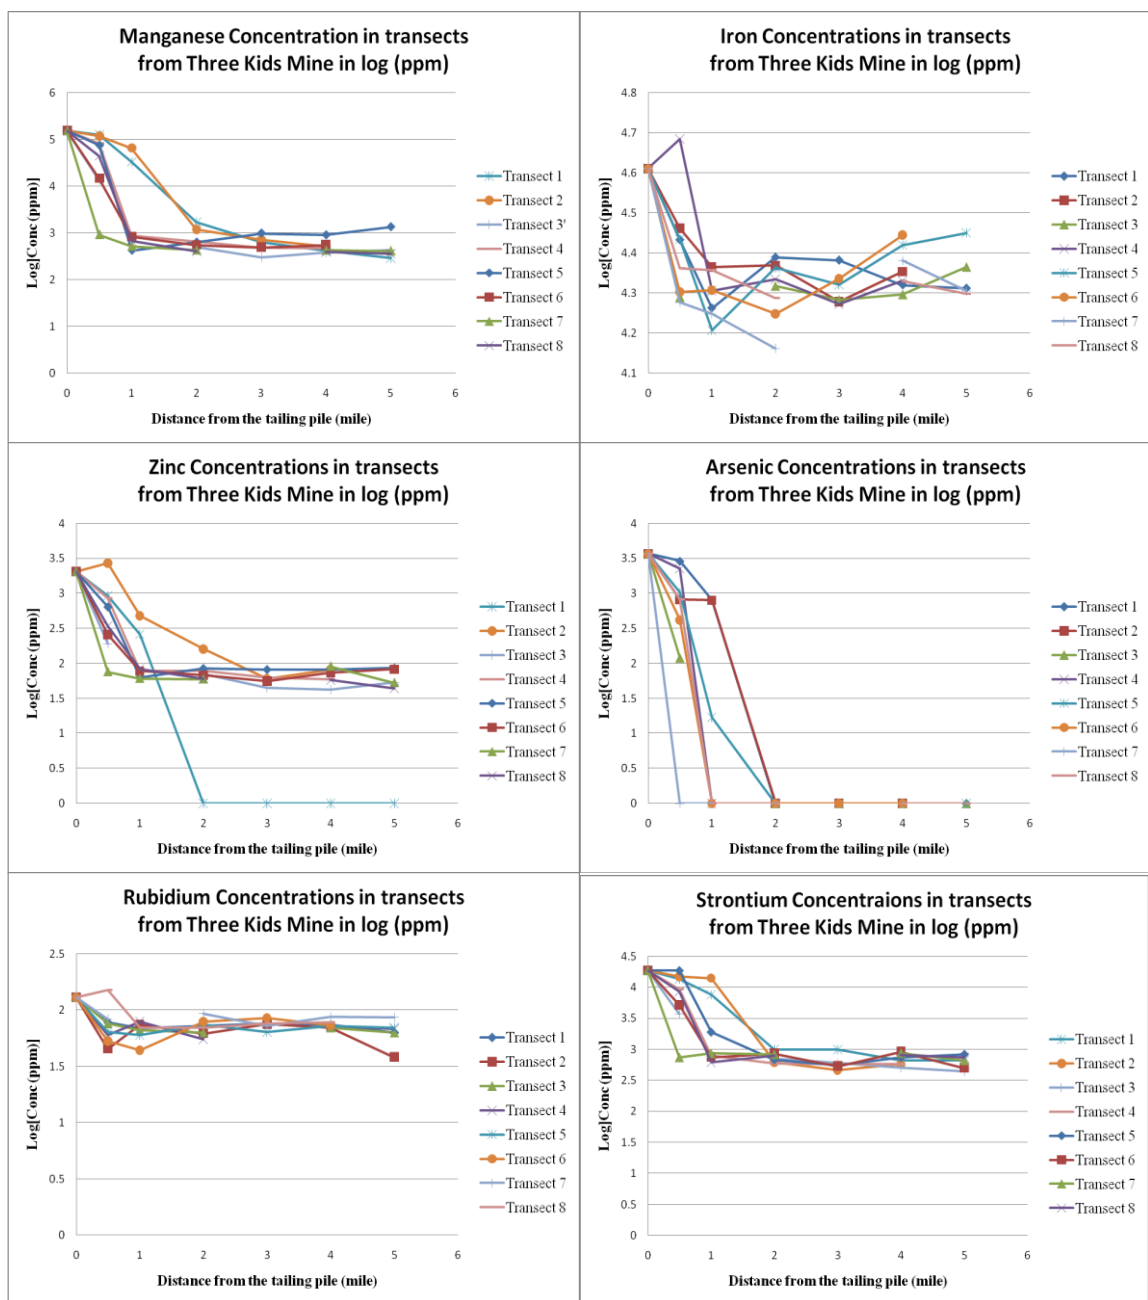 Manganese Concentration in transects
from Three Kids Mine in log (ppm)
6
5
4
3
2
1
0
Log[Conc (ppm)]
0 1 2 3 4 5 6
Distance from the tailing pile (mile)
Transect 1
Transect 2
Transect 3'
Transect 4
Transect 5
Transect 6
Transect 7
Transect 8
Iron Concentrations in transects
from Three Kids Mine in log (ppm)
4.8
4.7
4.6
4.5
4.4
4.3
4.2
4.1
Log[Conc (ppm)]
0 1 2 3 4 5 6
Distance from the tailing pile (mile)
Transect 1
Transect 2
Transect 3
Transect 4
Transect 5
Transect 6
Transect 7
Transect 8
Zinc Concentrations in transects
from Three Kids Mine in log (ppm)
4
3.5
3
2.5
2
1.5
1
0.5
0
Log[Conc (ppm)]
0 1 2 3 4 5 6
Distance from the tailing pile (mile)
Transect 1
Transect 2
Transect 3
Transect 4
Transect 5
Transect 6
Transect 7
Transect 8
Arsenic Concentrations in transects
from Three Kids Mine in log (ppm)
4
3.5
3
2.5
2
1.5
1
0.5
0
Log[Conc (ppm)]
0 1 2 3 4 5 6
Distance from the tailing pile (mile)
Transect 1
Transect 2
Transect 3
Transect 4
Transect 5
Transect 6
Transect 7
Transect 8
Rubidium Concentrations in transects
from Three Kids Mine in log (ppm)
2.5
2
1.5
1
0.5
0
Log[Conc (ppm)]
0 1 2 3 4 5 6
Distance from the tailing pile (mile)
Transect 1
Transect 2
Transect 3
Transect 4
Transect 5
Transect 6
Transect 7
Transect 8
Strontium Concentraions in transects
from Three Kids Mine in log (ppm)
4.5
4
3.5
3
2.5
2
1.5
1
0.5
0
Log[Conc (ppm)]
0 1 2 3 4 5 6
Distance from the tailing pile (mile)
Transect 1
Transect 2
Transect 3
Transect 4
Transect 5
Transect 6
Transect 7
Transect 8